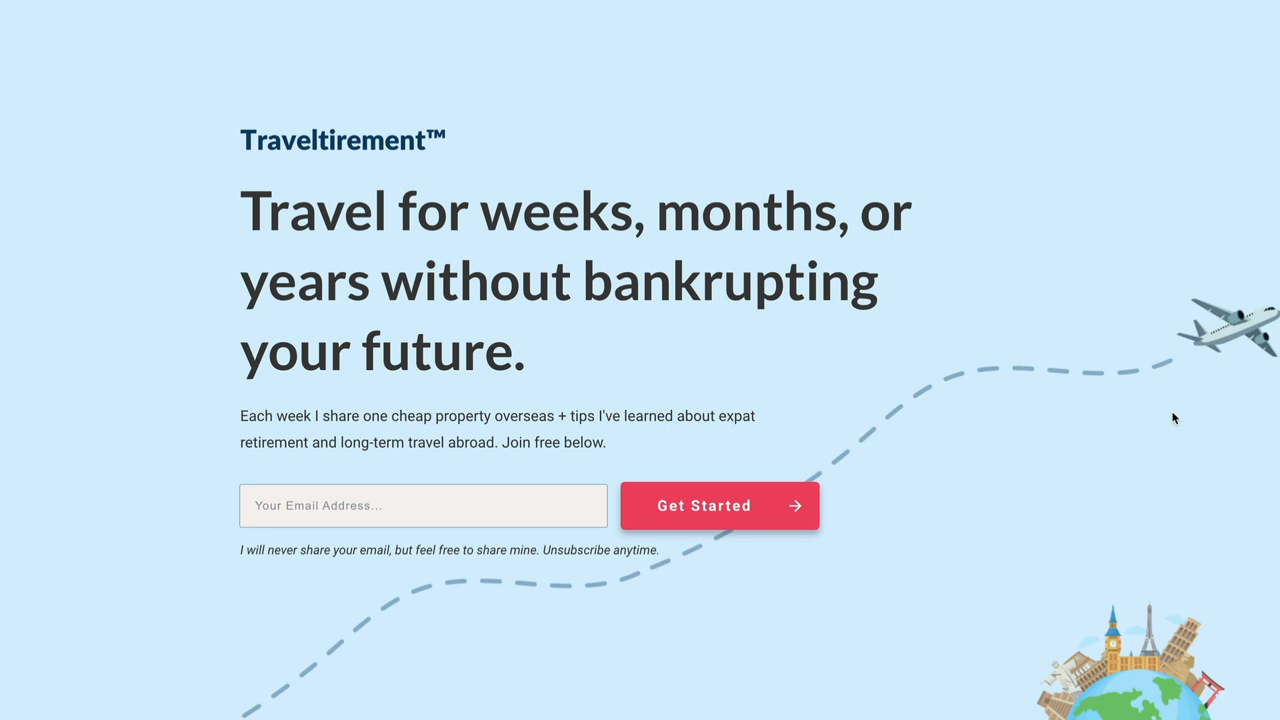 Traveltirement™
Travel for weeks, months, or
years without bankrupting
your future.
Each week I share one cheap property overseas + tips I've learned about expat
retirement and long-term travel abroad. Join free below.
Your Email Address...
Get Started →
I will never share your email, but feel free to share mine. Unsubscribe anytime.